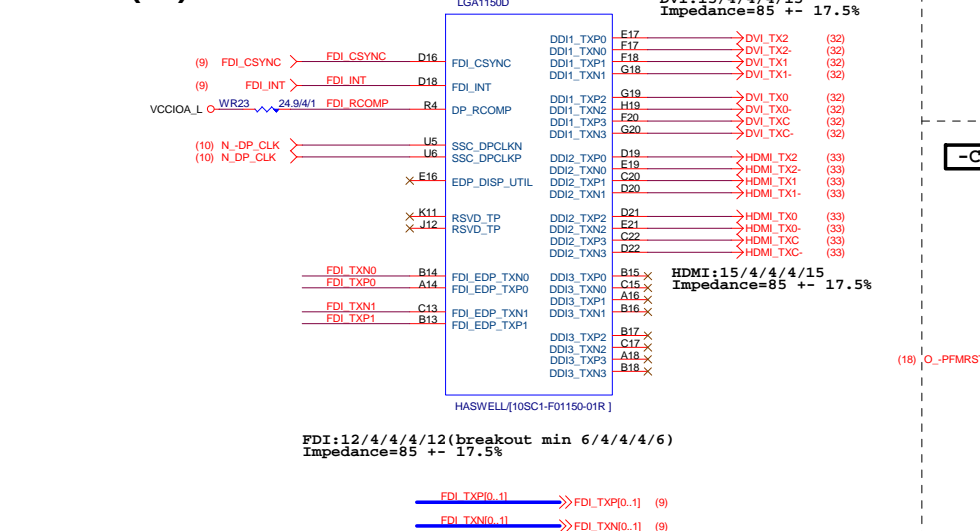 LGA1150D
Impedance=85 +- 17.5%
(9) FDI_CSYNC FDI_CSYNC D16 FDI_CSYNC
(9) FDI_INT FDI_INT D18 FDI_INT
VCCIOA_L WR23 24.9/4/1 FDI_RCOMP R4 DP_RCOMP
(10) N_-DP_CLK U5 SSC_DPCLKN
(10) N_DP_CLK U6 SSC_DPCLKP
E16 EDP_DISP_UTIL
K11 RSVD_TP
J12 RSVD_TP
FDI_TXN0 B14 FDI_EDP_TXN0
FDI_TXP0 A14 FDI_EDP_TXP0
FDI_TXN1 C13 FDI_EDP_TXN1
FDI_TXP1 B13 FDI_EDP_TXP1
DDI1_TXP0 E17 DVI_TX2 (32)
DDI1_TXN0 F17 DVI_TX2- (32)
DDI1_TXP1 F18 DVI_TX1 (32)
DDI1_TXN1 G18 DVI_TX1- (32)
DDI1_TXP2 G19 DVI_TX0 (32)
DDI1_TXN2 H19 DVI_TX0- (32)
DDI1_TXP3 F20 DVI_TXC (32)
DDI1_TXN3 G20 DVI_TXC- (32)
DDI2_TXP0 D19 HDMI_TX2 (33)
DDI2_TXN0 E19 HDMI_TX2- (33)
DDI2_TXP1 C20 HDMI_TX1 (33)
DDI2_TXN1 D20 HDMI_TX1- (33)
DDI2_TXP2 D21 HDMI_TX0 (33)
DDI2_TXN2 E21 HDMI_TX0- (33)
DDI2_TXP3 C22 HDMI_TXC (33)
DDI2_TXN3 D22 HDMI_TXC- (33)
HDMI:15/4/4/4/15
Impedance=85 +- 17.5%
DDI3_TXP0 B15
DDI3_TXN0 C15
DDI3_TXP1 A16
DDI3_TXN1 B16
DDI3_TXP2 B17
DDI3_TXN2 C17
DDI3_TXP3 A18
DDI3_TXN3 B18
-C
(18) O_-PFMRS
HASWELL/[10SC1-F01150-01R ]
FDI:12/4/4/4/12(breakout min 6/4/4/4/6)
Impedance=85 +- 17.5%
FDI_TXP[0..1] FDI_TXP[0..1] (9)
FDI_TXN[0..1] FDI_TXN[0..1] (9)